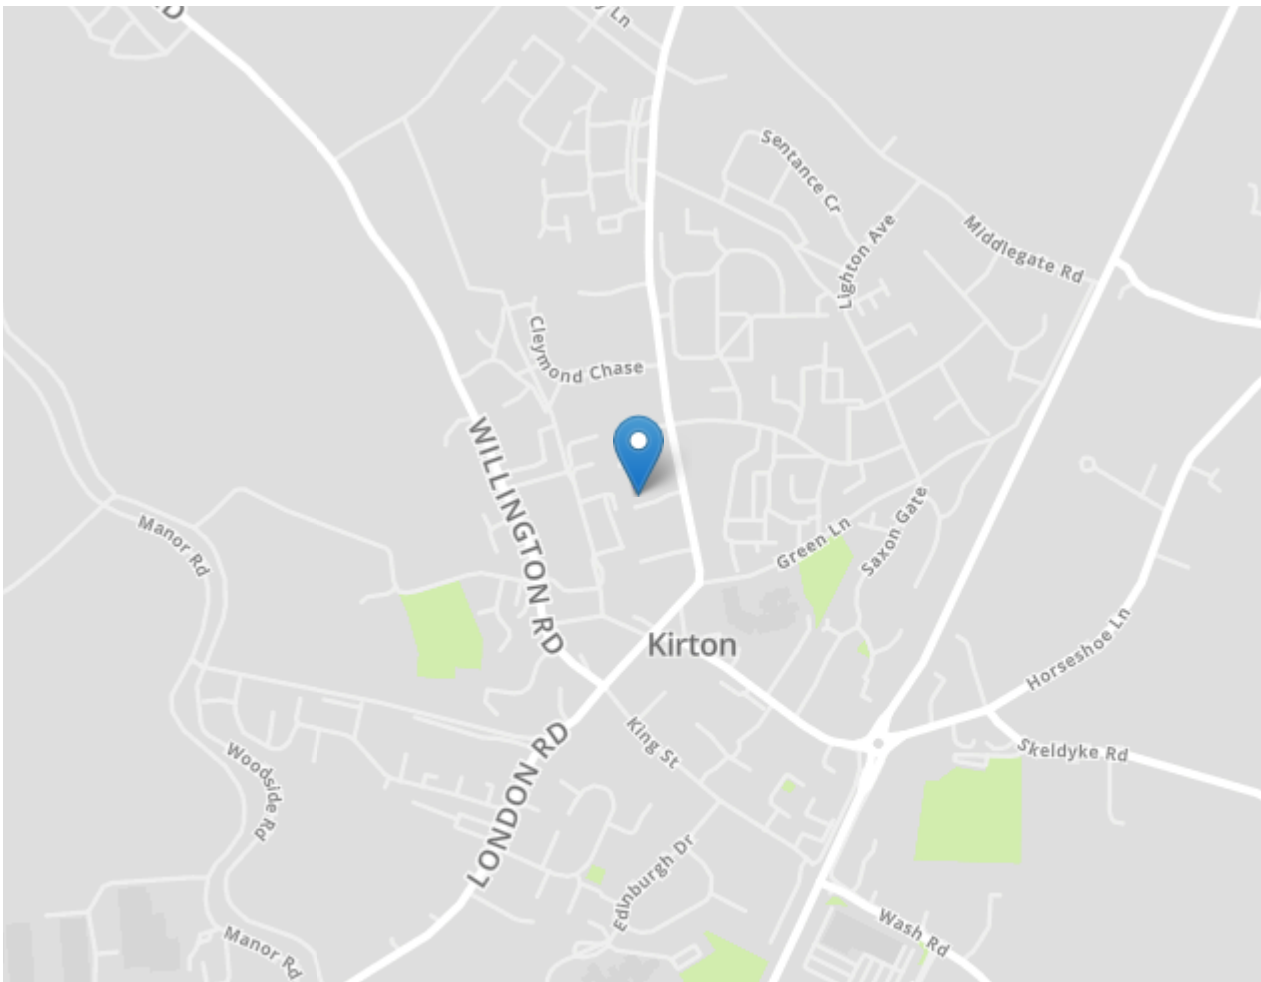 D
Ln
Sentance Cr
Lighton Ave
Middlegate Rd
Cleymond Chase
WILLINGTON RD
Manor Rd
Green Ln
Saxon Gate
Kirton
Horseshoe Ln
King St
Skeldyke Rd
LONDON RD
Woodside Rd
Edinburgh Dr
Wash Rd
Manor Rd